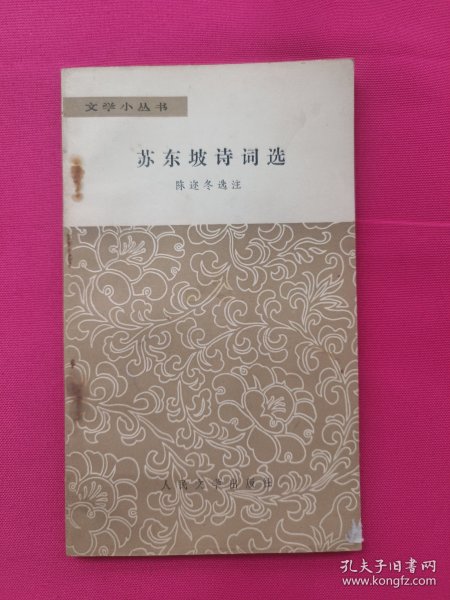 文学小丛书
苏东坡诗词选
陈迩冬选注
人民文学出版社
孔夫子旧书网
www.kongfz.com